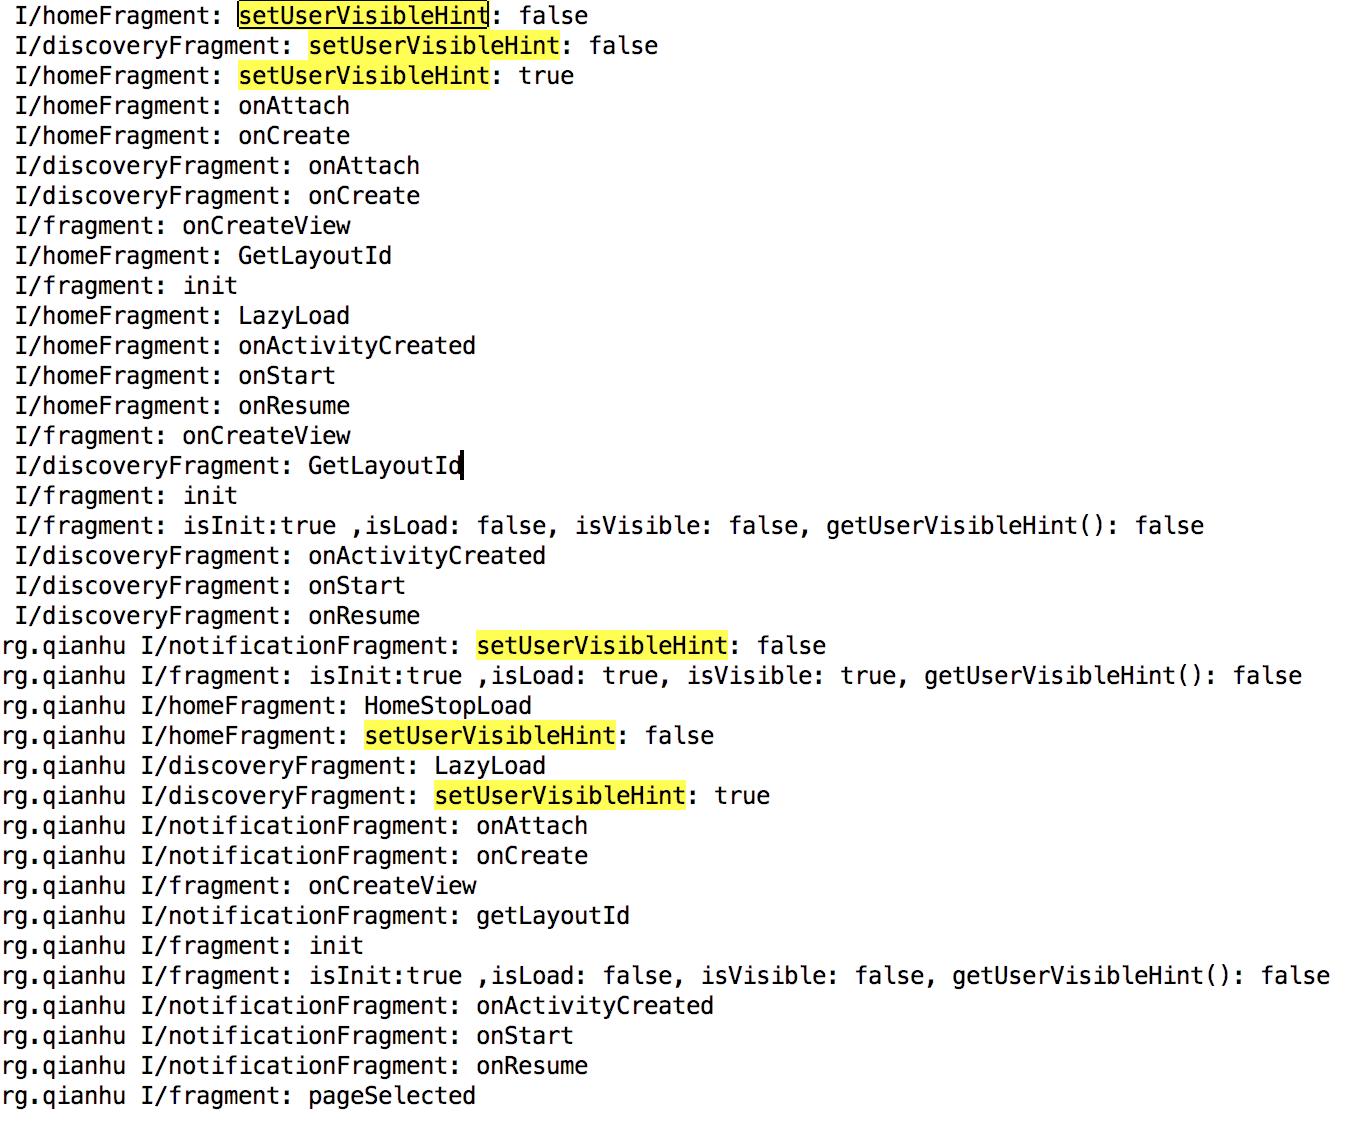 I/homeFragment: setUserVisibleHint: false
I/discoveryFragment: setUserVisibleHint: false
I/homeFragment: setUserVisibleHint: true
I/homeFragment: onAttach
I/homeFragment: onCreate
I/discoveryFragment: onAttach
I/discoveryFragment: onCreate
I/fragment: onCreateView
I/homeFragment: GetLayoutId
I/fragment: init
I/homeFragment: LazyLoad
I/homeFragment: onActivityCreated
I/homeFragment: onStart
I/homeFragment: onResume
I/fragment: onCreateView
I/discoveryFragment: GetLayoutId
I/fragment: init
I/fragment: isInit:true ,isLoad: false, isVisible: false, getUserVisibleHint(): false
I/discoveryFragment: onActivityCreated
I/discoveryFragment: onStart
I/discoveryFragment: onResume
rg.qianhu I/notificationFragment: setUserVisibleHint: false
rg.qianhu I/fragment: isInit:true ,isLoad: true, isVisible: true, getUserVisibleHint(): false
rg.qianhu I/homeFragment: HomeStopLoad
rg.qianhu I/homeFragment: setUserVisibleHint: false
rg.qianhu I/discoveryFragment: LazyLoad
rg.qianhu I/discoveryFragment: setUserVisibleHint: true
rg.qianhu I/notificationFragment: onAttach
rg.qianhu I/notificationFragment: onCreate
rg.qianhu I/fragment: onCreateView
rg.qianhu I/notificationFragment: getLayoutId
rg.qianhu I/fragment: init
rg.qianhu I/fragment: isInit:true ,isLoad: false, isVisible: false, getUserVisibleHint(): false
rg.qianhu I/notificationFragment: onActivityCreated
rg.qianhu I/notificationFragment: onStart
rg.qianhu I/notificationFragment: onResume
rg.qianhu I/fragment: pageSelected